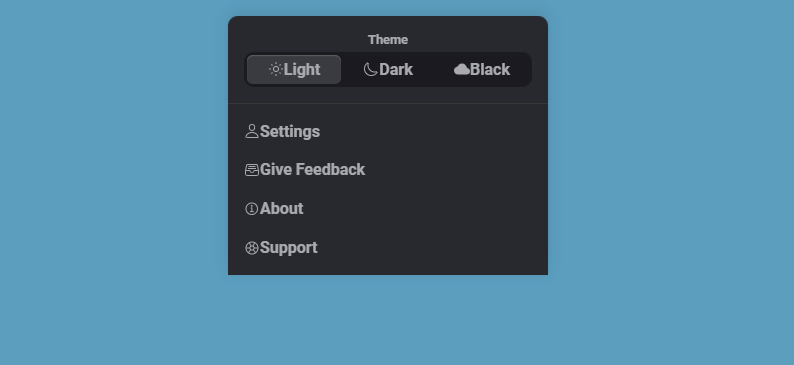 Theme
Light Dark Black
Settings
Give Feedback
About
Support